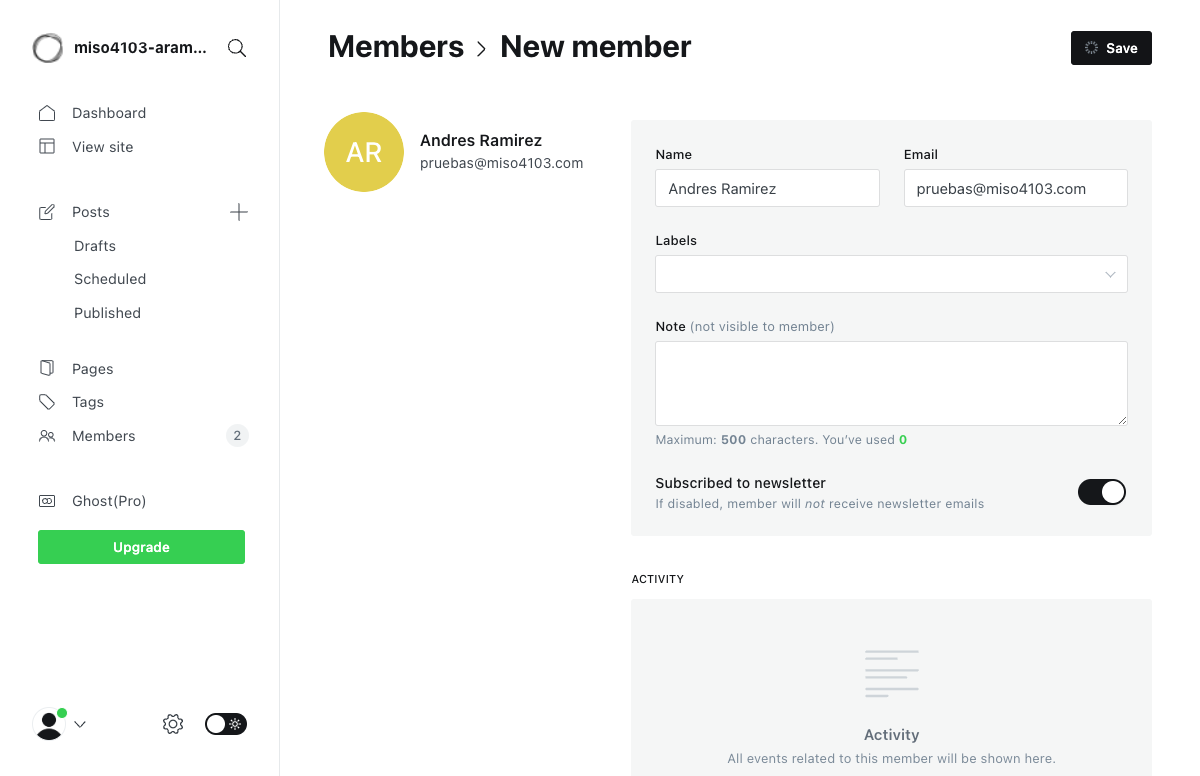 miso4103-aram...
Dashboard
View site
Posts
Drafts
Scheduled
Published
Pages
Tags
Members 2
Ghost(Pro)
Upgrade
Members > New member
Save
AR
Andres Ramirez
pruebas@miso4103.com
Name
Andres Ramirez
Email
pruebas@miso4103.com
Labels
Note (not visible to member)
Maximum: 500 characters. You’ve used 0
Subscribed to newsletter
If disabled, member will not receive newsletter emails
ACTIVITY
Activity
All events related to this member will be shown here.